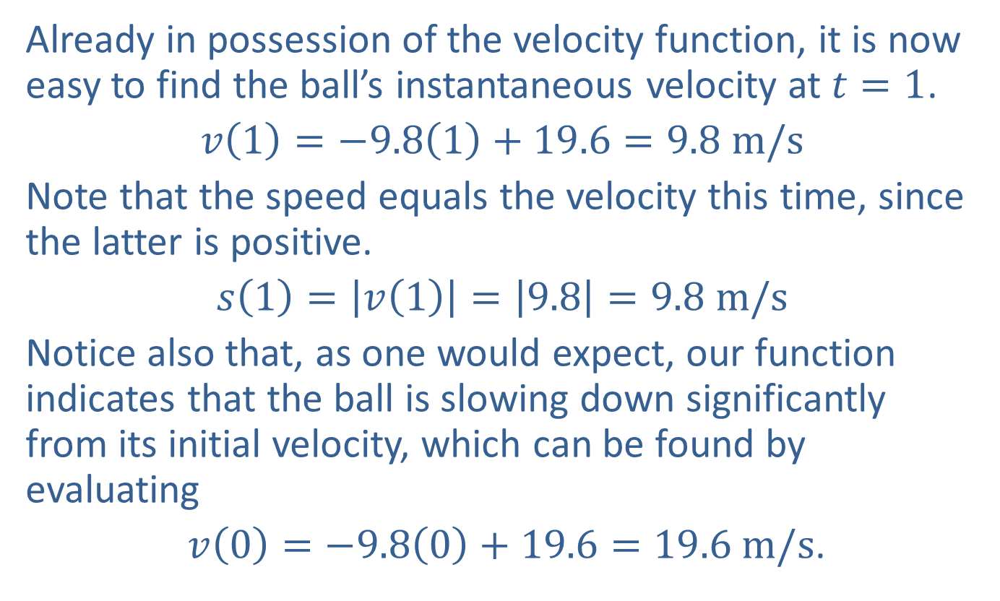 Already in possession of the velocity function, it is now
easy to find the ball’s instantaneous velocity at 𝑡 = 1.
𝑣(1) = −9.8(1) + 19.6 = 9.8 m/s
Note that the speed equals the velocity this time, since
the latter is positive.
𝑠(1) = |𝑣(1)| = |9.8| = 9.8 m/s
Notice also that, as one would expect, our function
indicates that the ball is slowing down significantly
from its initial velocity, which can be found by
evaluating
𝑣(0) = −9.8(0) + 19.6 = 19.6 m/s.